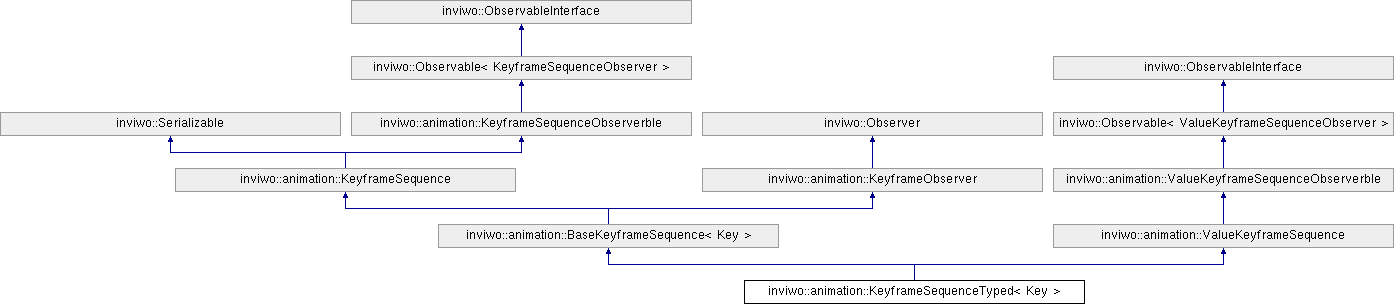 inviwo::ObservableInterface
inviwo::Observable< KeyframeSequenceObserver >
inviwo::ObservableInterface
inviwo::Serializable
inviwo::animation::KeyframeSequenceObserverble
inviwo::Observer
inviwo::Observable< ValueKeyframeSequenceObserver >
inviwo::animation::KeyframeSequence
inviwo::animation::KeyframeObserver
inviwo::animation::ValueKeyframeSequenceObserverble
inviwo::animation::BaseKeyframeSequence< Key >
inviwo::animation::ValueKeyframeSequence
inviwo::animation::KeyframeSequenceTyped< Key >